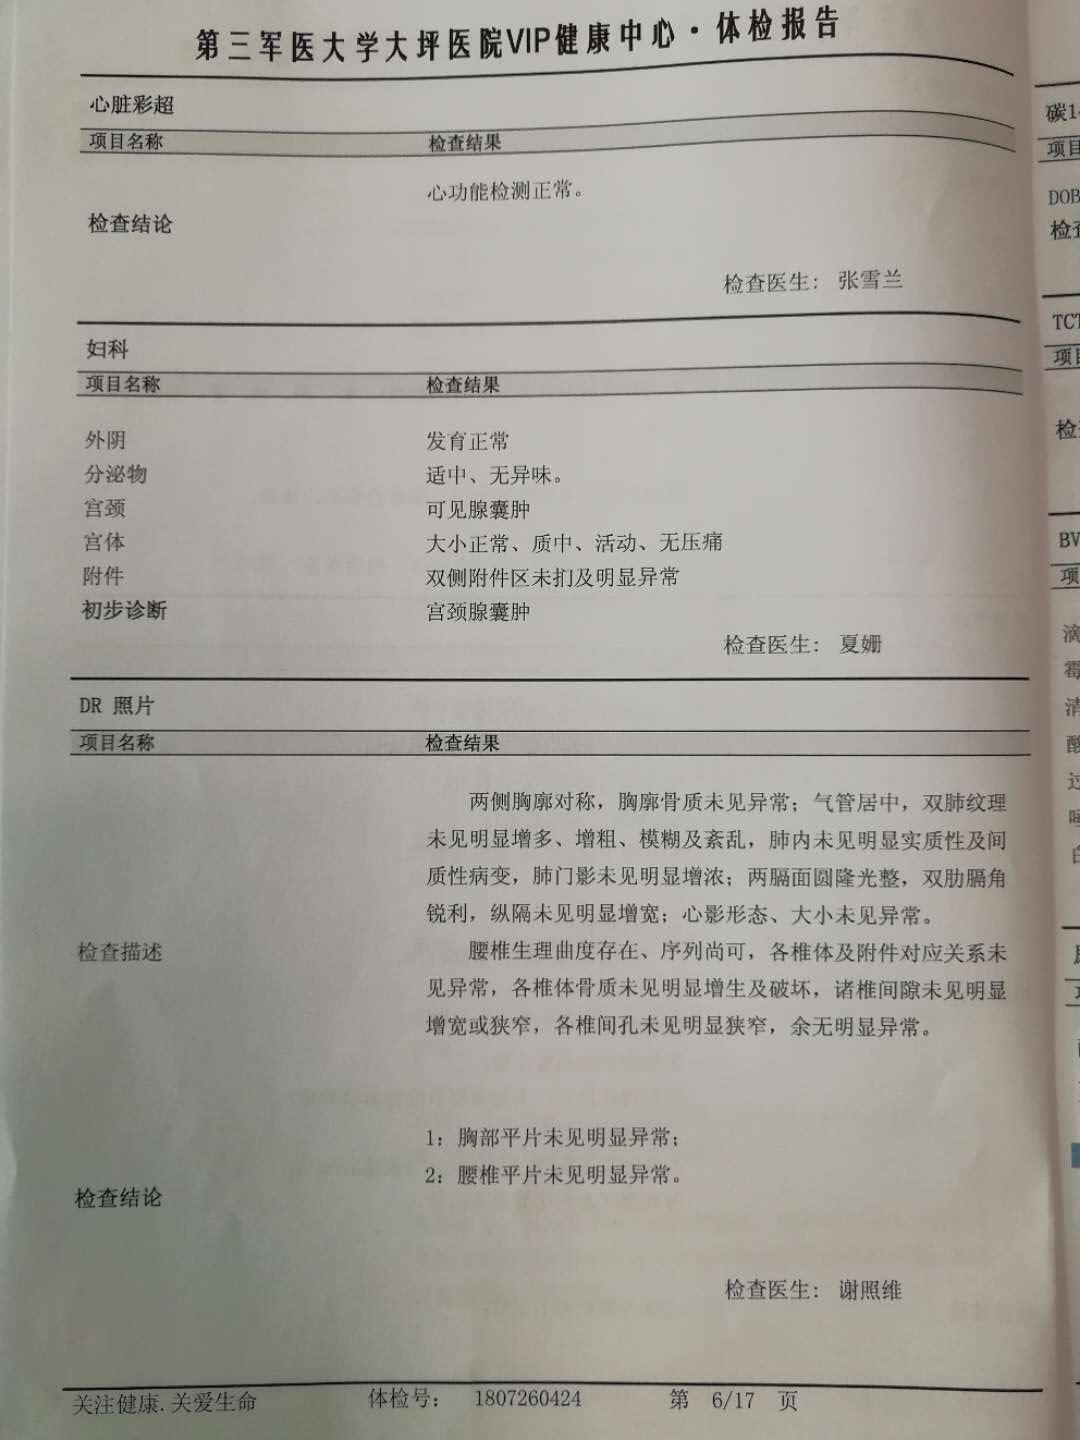 第三军医大学大坪医院VIP健康中心·体检报告
心脏彩超
项目名称 检查结果
心功能检测正常。
检查结论
检查医生: 张雪兰
妇科
项目名称 检查结果
外阴 发育正常
分泌物 适中、无异味。
宫颈 可见腺囊肿
宫体 大小正常、质中、活动、无压痛
附件 双侧附件区未扪及明显异常
初步诊断 宫颈腺囊肿
检查医生: 夏姗
DR 照片
项目名称 检查结果
两侧胸廓对称，胸廓骨质未见异常；气管居中，双肺纹理
未见明显增多、增粗、模糊及紊乱，肺内未见明显实质性及间
质性病变，肺门影未见明显增浓；两膈面圆隆光整，双肋膈角
锐利，纵隔未见明显增宽；心影形态、大小未见异常。
检查描述 腰椎生理曲度存在、序列尚可，各椎体及附件对应关系未
见异常，各椎体骨质未见明显增生及破坏，诸椎间隙未见明显
增宽或狭窄，各椎间孔未见明显狭窄，余无明显异常。
1：胸部平片未见明显异常；
2：腰椎平片未见明显异常。
检查结论
检查医生: 谢照维
关注健康.关爱生命 体检号： 1807260424 第 6/17 页
碳1
项目
DOB
检查
TCT
项目
检
BV
项
滴
霉
清
过